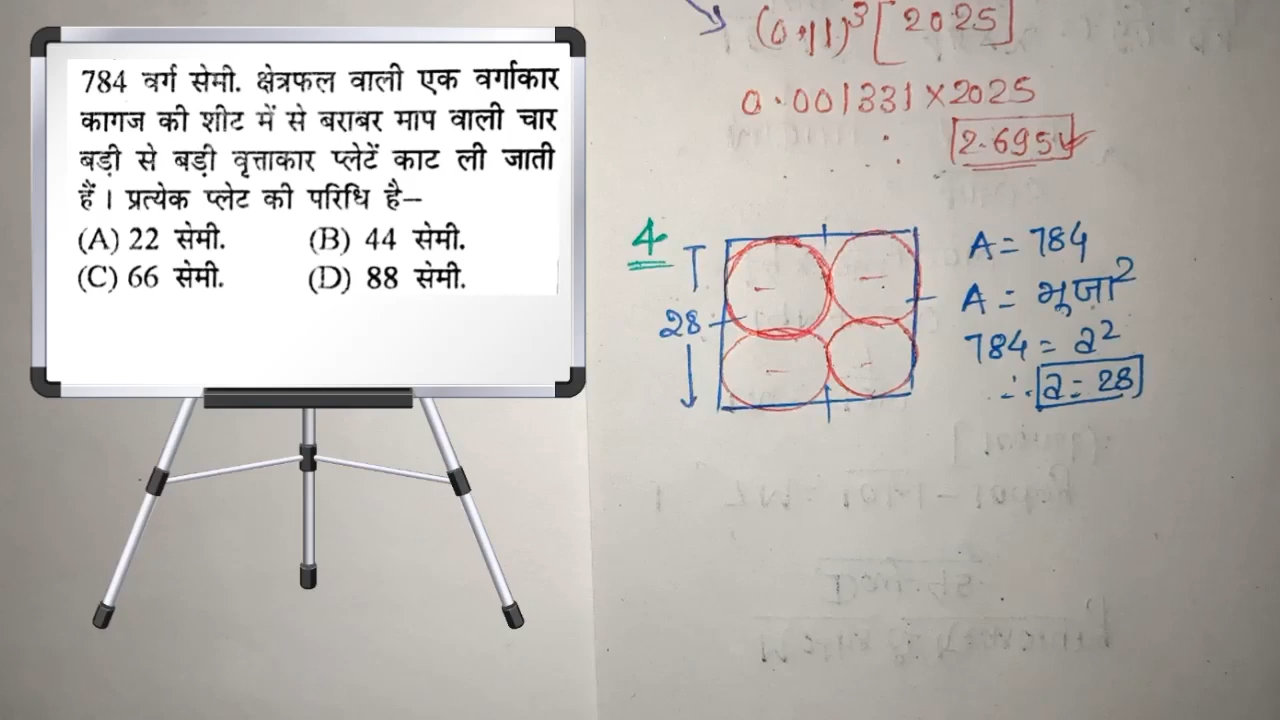 784 वर्ग सेमी. क्षेत्रफल वाली एक वर्गाकार
कागज की शीट में से बराबर माप वाली चार
बड़ी से बड़ी वृत्ताकार प्लेटें काट ली जाती
हैं। प्रत्येक प्लेट की परिधि है–
(A) 22 सेमी. (B) 44 सेमी.
(C) 66 सेमी. (D) 88 सेमी.
(0.11)³ [2025]
0.001331 × 2025
2.695
4
28
A = 784
A = भूजा²
784 = a²
∴ a = 28